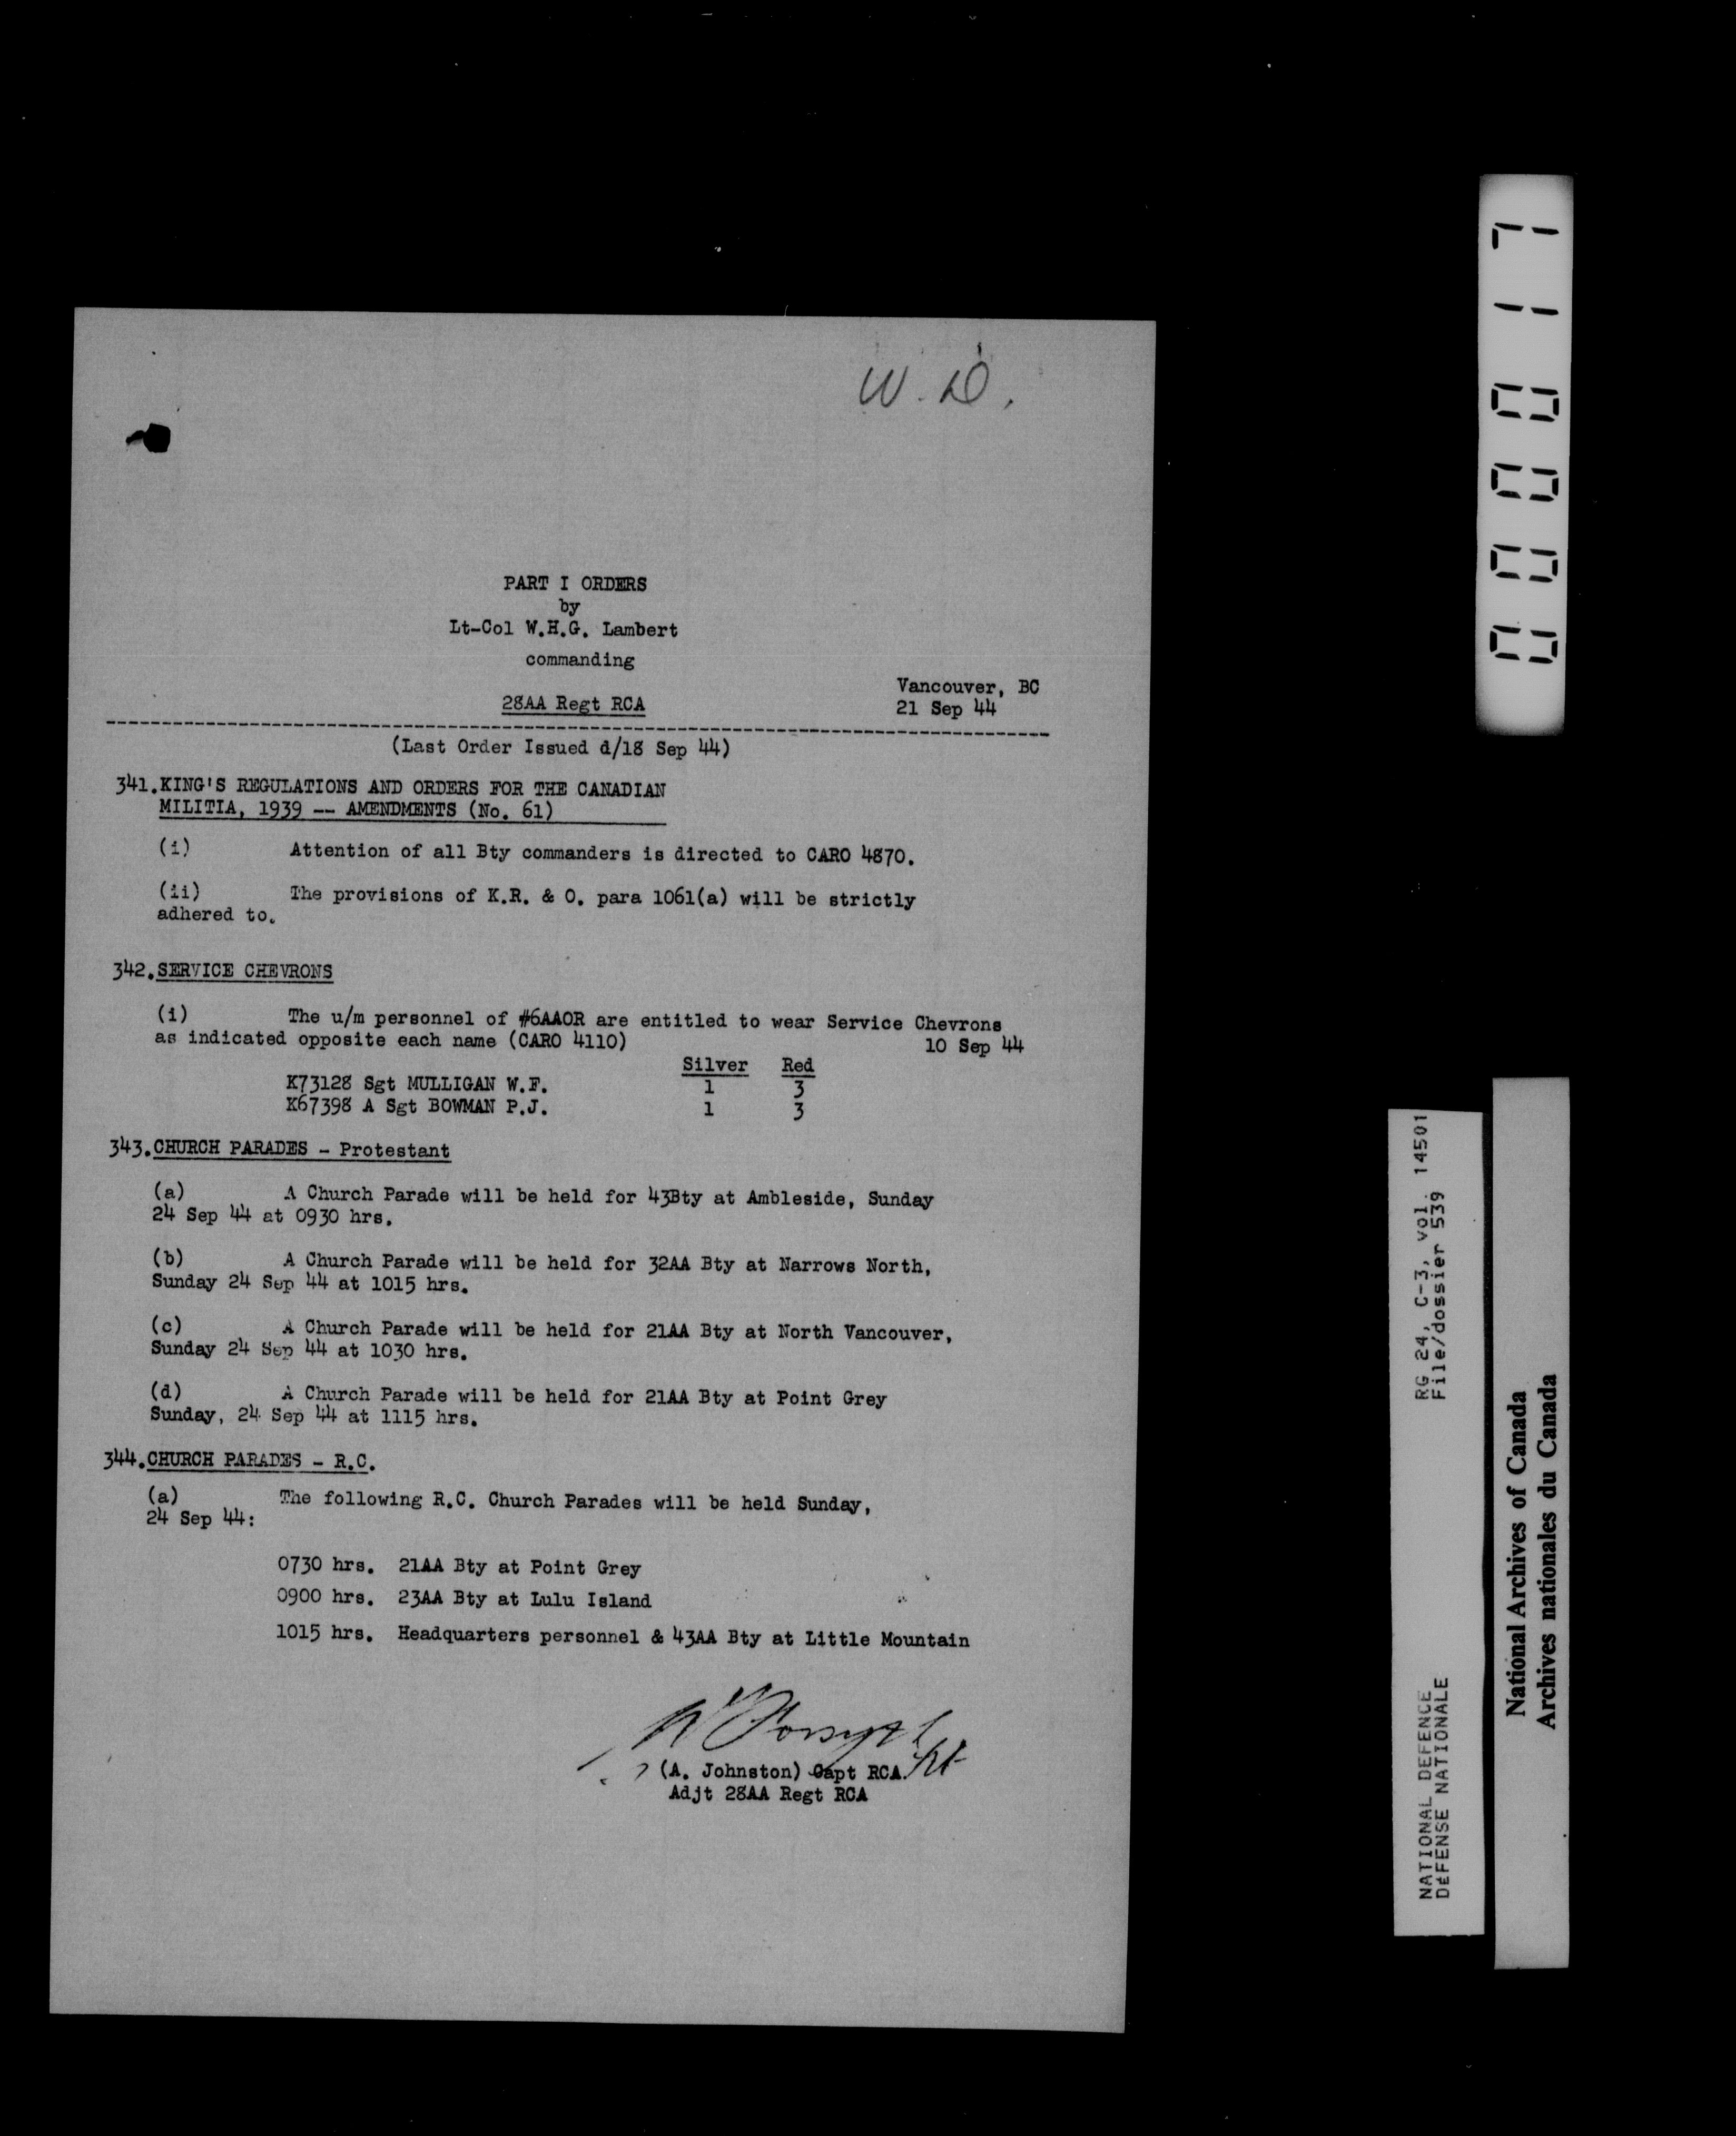 W.D.
PART I ORDERS
by
Lt-Col W.H.G. Lambert
commanding
28AA Regt RCA
Vancouver, BC
21 Sep 44
(Last Order Issued d/18 Sep 44)
341. KING'S REGULATIONS AND ORDERS FOR THE CANADIAN
MILITIA, 1939 -- AMENDMENTS (No. 61)
(i) Attention of all Bty commanders is directed to CARO 4870.
(ii) The provisions of K.R. & O. para 1061(a) will be strictly
adhered to.
342. SERVICE CHEVRONS
(i) The u/m personnel of #6AAOR are entitled to wear Service Chevrons
as indicated opposite each name (CARO 4110) 10 Sep 44
Silver Red
K73128 Sgt MULLIGAN W.F. 1 3
K67398 A Sgt BOWMAN P.J. 1 3
343. CHURCH PARADES - Protestant
(a) A Church Parade will be held for 43Bty at Ambleside, Sunday
24 Sep 44 at 0930 hrs.
(b) A Church Parade will be held for 32AA Bty at Narrows North,
Sunday 24 Sep 44 at 1015 hrs.
(c) A Church Parade will be held for 21AA Bty at North Vancouver,
Sunday 24 Sep 44 at 1030 hrs.
(d) A Church Parade will be held for 21AA Bty at Point Grey
Sunday, 24 Sep 44 at 1115 hrs.
344. CHURCH PARADES - R.C.
(a) The following R.C. Church Parades will be held Sunday,
24 Sep 44:
0730 hrs. 21AA Bty at Point Grey
0900 hrs. 23AA Bty at Lulu Island
1015 hrs. Headquarters personnel & 43AA Bty at Little Mountain
(A. Johnston) Capt RCA
Adjt 28AA Regt RCA
000017
RG 24, C-3, vol. 14501
File/dossier 539
NATIONAL DEFENCE
DÉFENSE NATIONALE
National Archives of Canada
Archives nationales du Canada